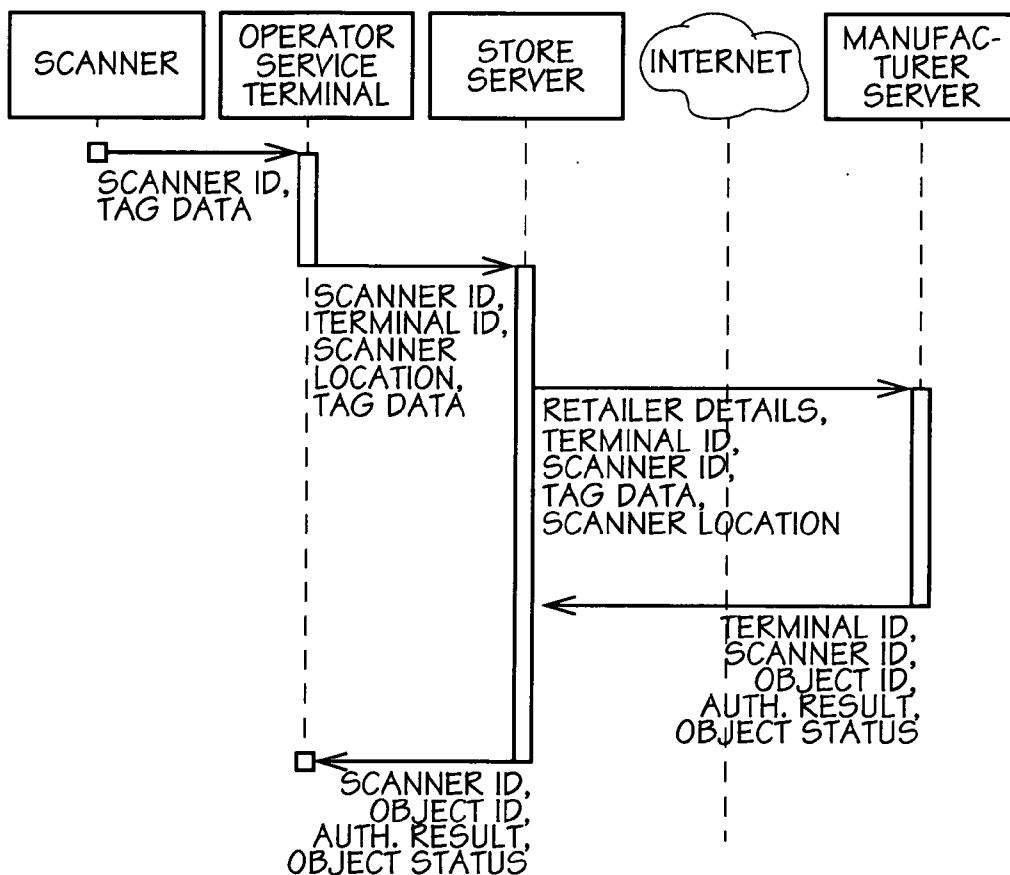 SCANNER
OPERATOR
SERVICE
TERMINAL
STORE
SERVER
INTERNET
MANUFAC-
TURER
SERVER
SCANNER ID,
TAG DATA
SCANNER ID,
TERMINAL ID,
SCANNER
LOCATION,
TAG DATA
RETAILER DETAILS,
TERMINAL ID,
SCANNER ID,
TAG DATA,
SCANNER LOCATION
TERMINAL ID,
SCANNER ID,
OBJECT ID,
AUTH. RESULT,
OBJECT STATUS
SCANNER ID,
OBJECT ID,
AUTH. RESULT,
OBJECT STATUS